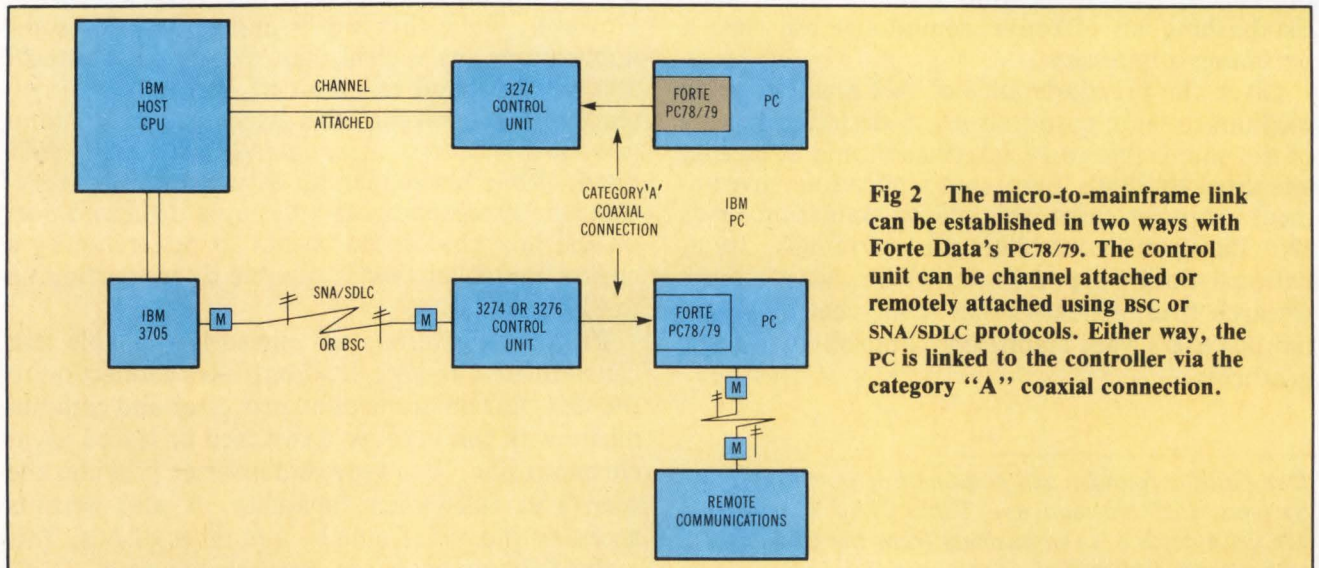 IBM
HOST
CPU
CHANNEL
ATTACHED
3274
CONTROL
UNIT
FORTE
PC78/79
PC
CATEGORY'A'
COAXIAL
CONNECTION
IBM
PC
IBM
3705
M
SNA/SDLC
OR BSC
M
3274 OR 3276
CONTROL
UNIT
FORTE
PC78/79
PC
M
M
REMOTE
COMMUNICATIONS
Fig 2 The micro-to-mainframe link
can be established in two ways with
Forte Data's PC78/79. The control
unit can be channel attached or
remotely attached using BSC or
SNA/SDLC protocols. Either way, the
PC is linked to the controller via the
category "A" coaxial connection.